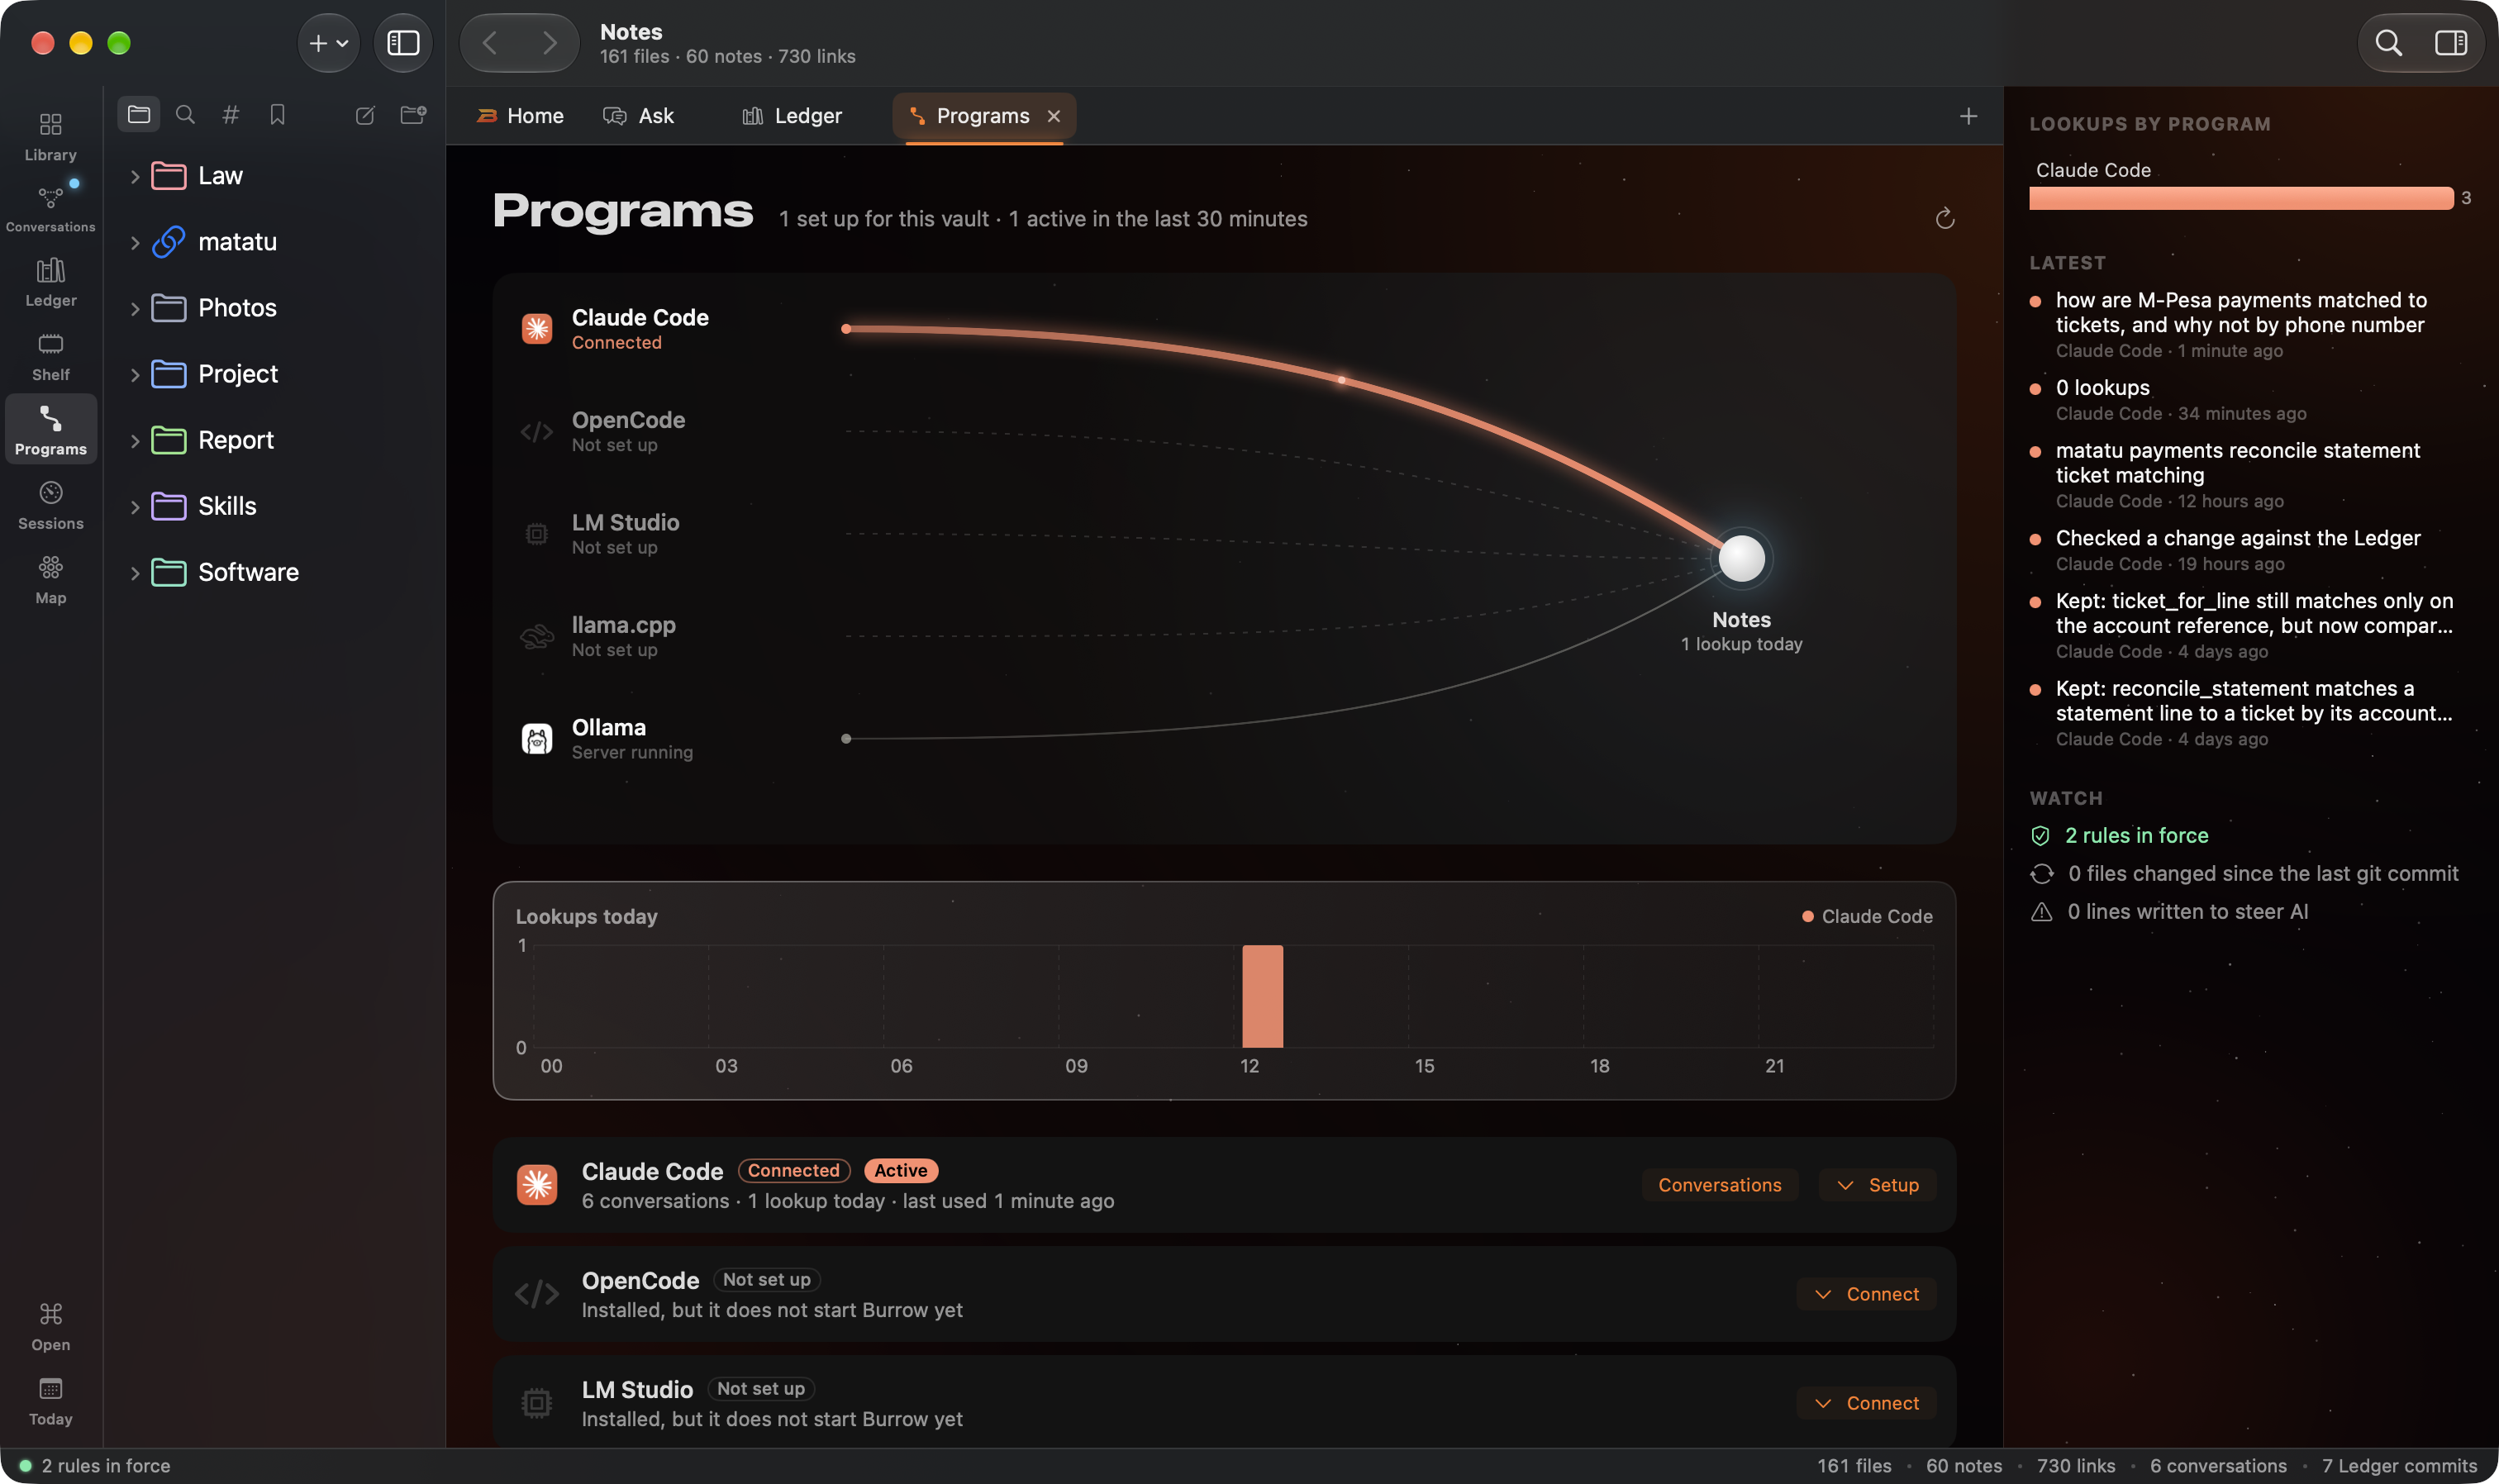 Notes
161 files · 60 notes · 730 links
Library
Conversations
Ledger
Shelf
Programs
Sessions
Map
Open
Today
Law
matatu
Photos
Project
Report
Skills
Software
Home
Ask
Ledger
Programs
Programs
1 set up for this vault · 1 active in the last 30 minutes
Claude Code
Connected
OpenCode
Not set up
LM Studio
Not set up
llama.cpp
Not set up
Ollama
Server running
Notes
1 lookup today
Lookups today
Claude Code
1
0
00 03 06 09 12 15 18 21
Claude Code Connected Active
6 conversations · 1 lookup today · last used 1 minute ago
Conversations
Setup
OpenCode Not set up
Installed, but it does not start Burrow yet
Connect
LM Studio Not set up
Installed, but it does not start Burrow yet
Connect
LOOKUPS BY PROGRAM
Claude Code
3
LATEST
how are M-Pesa payments matched to
tickets, and why not by phone number
Claude Code · 1 minute ago
0 lookups
Claude Code · 34 minutes ago
matatu payments reconcile statement
ticket matching
Claude Code · 12 hours ago
Checked a change against the Ledger
Claude Code · 19 hours ago
Kept: ticket_for_line still matches only on
the account reference, but now compar...
Claude Code · 4 days ago
Kept: reconcile_statement matches a
statement line to a ticket by its account...
Claude Code · 4 days ago
WATCH
2 rules in force
0 files changed since the last git commit
0 lines written to steer AI
2 rules in force
161 files · 60 notes · 730 links · 6 conversations · 7 Ledger commits